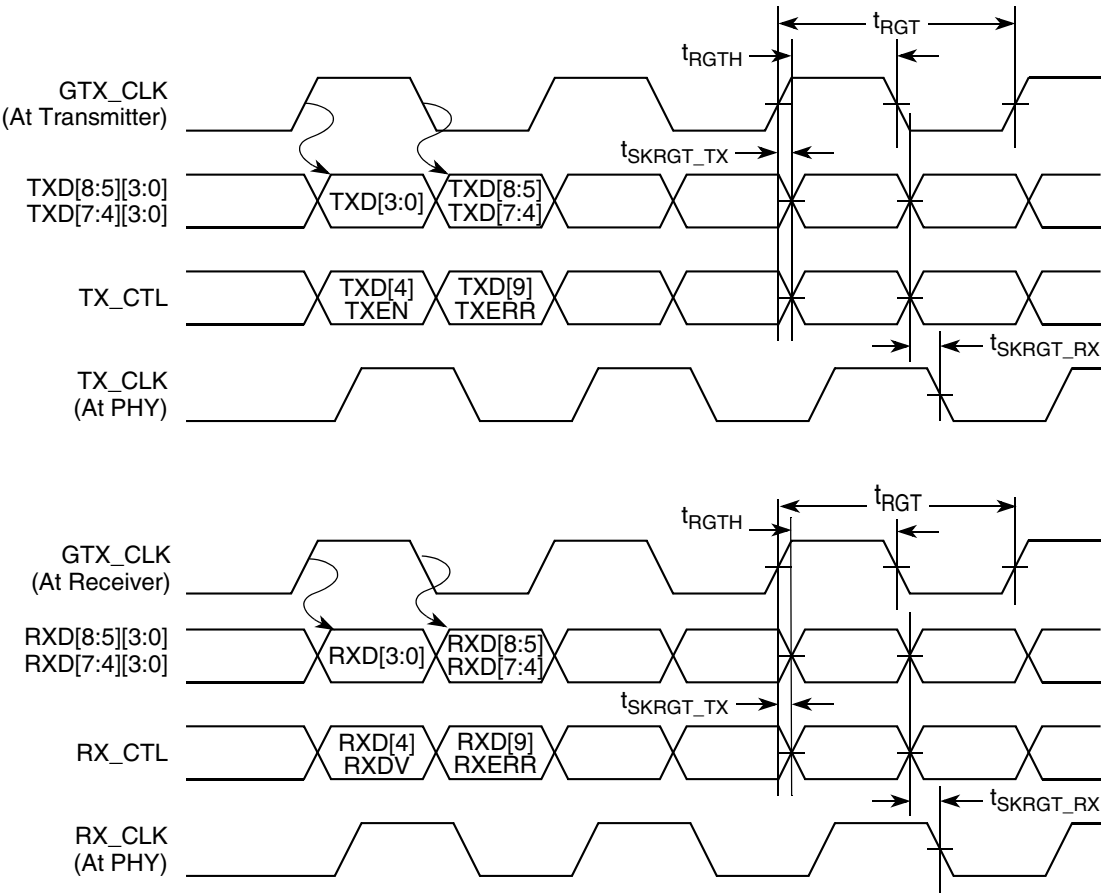 tRGT
tRGTH
GTX_CLK
(At Transmitter)
tSKRGT_TX
TXD[8:5][3:0]
TXD[7:4][3:0]
TXD[3:0]
TXD[8:5]
TXD[7:4]
TX_CTL
TXD[4]
TXEN
TXD[9]
TXERR
tSKRGT_RX
TX_CLK
(At PHY)
tRGT
tRGTH
GTX_CLK
(At Receiver)
RXD[8:5][3:0]
RXD[7:4][3:0]
RXD[3:0]
RXD[8:5]
RXD[7:4]
tSKRGT_TX
RX_CTL
RXD[4]
RXDV
RXD[9]
RXERR
tSKRGT_RX
RX_CLK
(At PHY)